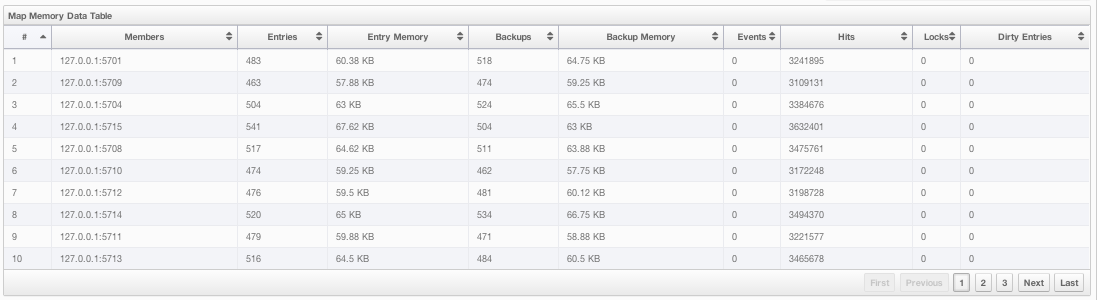 Map Memory Data Table
# Members Entries Entry Memory Backups Backup Memory Events Hits Locks Dirty Entries
1 127.0.0.1:5701 483 60.38 KB 518 64.75 KB 0 3241895 0 0
2 127.0.0.1:5709 463 57.88 KB 474 59.25 KB 0 3109131 0 0
3 127.0.0.1:5704 504 63 KB 524 65.5 KB 0 3384676 0 0
4 127.0.0.1:5715 541 67.62 KB 504 63 KB 0 3632401 0 0
5 127.0.0.1:5708 517 64.62 KB 511 63.88 KB 0 3475761 0 0
6 127.0.0.1:5710 474 59.25 KB 462 57.75 KB 0 3172248 0 0
7 127.0.0.1:5712 476 59.5 KB 481 60.12 KB 0 3198728 0 0
8 127.0.0.1:5714 520 65 KB 534 66.75 KB 0 3494370 0 0
9 127.0.0.1:5711 479 59.88 KB 471 58.88 KB 0 3221577 0 0
10 127.0.0.1:5713 516 64.5 KB 484 60.5 KB 0 3465678 0 0
First Previous 1 2 3 Next Last